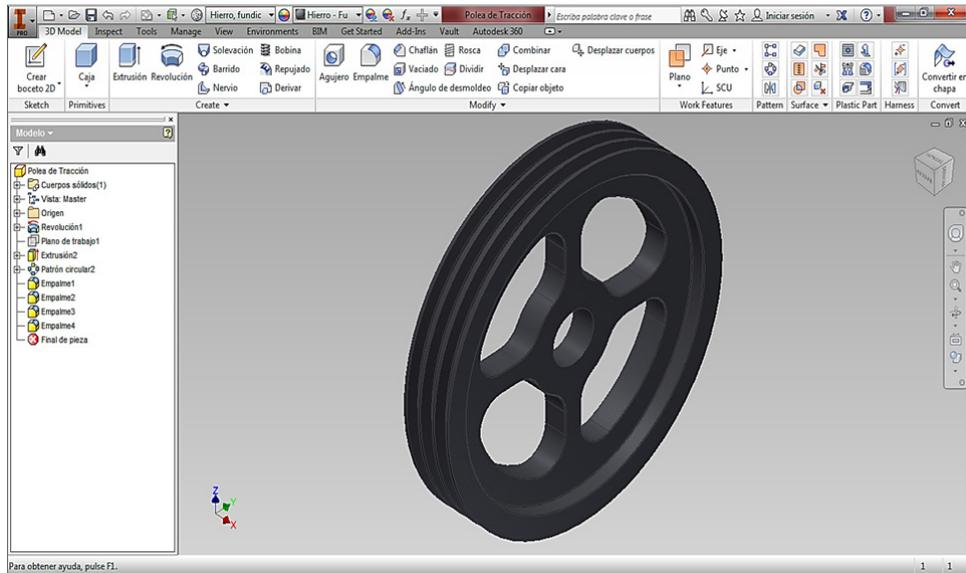 PRO
Hierro, fundic
Hierro - Fu
Polea de Tracción
Escriba palabra clave o frase
Iniciar sesión
3D Model Inspect Tools Manage View Environments BIM Get Started Add-Ins Vault Autodesk 360
Crear boceto 2D
Caja
Extrusión
Revolución
Solevación
Barrido
Nervio
Bobina
Repujado
Derivar
Agujero
Empalme
Chaflán
Vaciado
Ángulo de desmoldeo
Rosca
Dividir
Combinar
Desplazar cara
Copiar objeto
Desplazar cuerpos
Plano
Eje
Punto
SCU
Convertir en chapa
Sketch Primitives Create Modify Work Features Pattern Surface Plastic Part Harness Convert
Modelo
Polea de Tracción
Cuerpos sólidos(1)
Vista: Master
Origen
Revolución1
Plano de trabajo1
Extrusión2
Patrón circular2
Empalme1
Empalme2
Empalme3
Empalme4
Final de pieza
Z
Y
X
Para obtener ayuda, pulse F1.
1 1